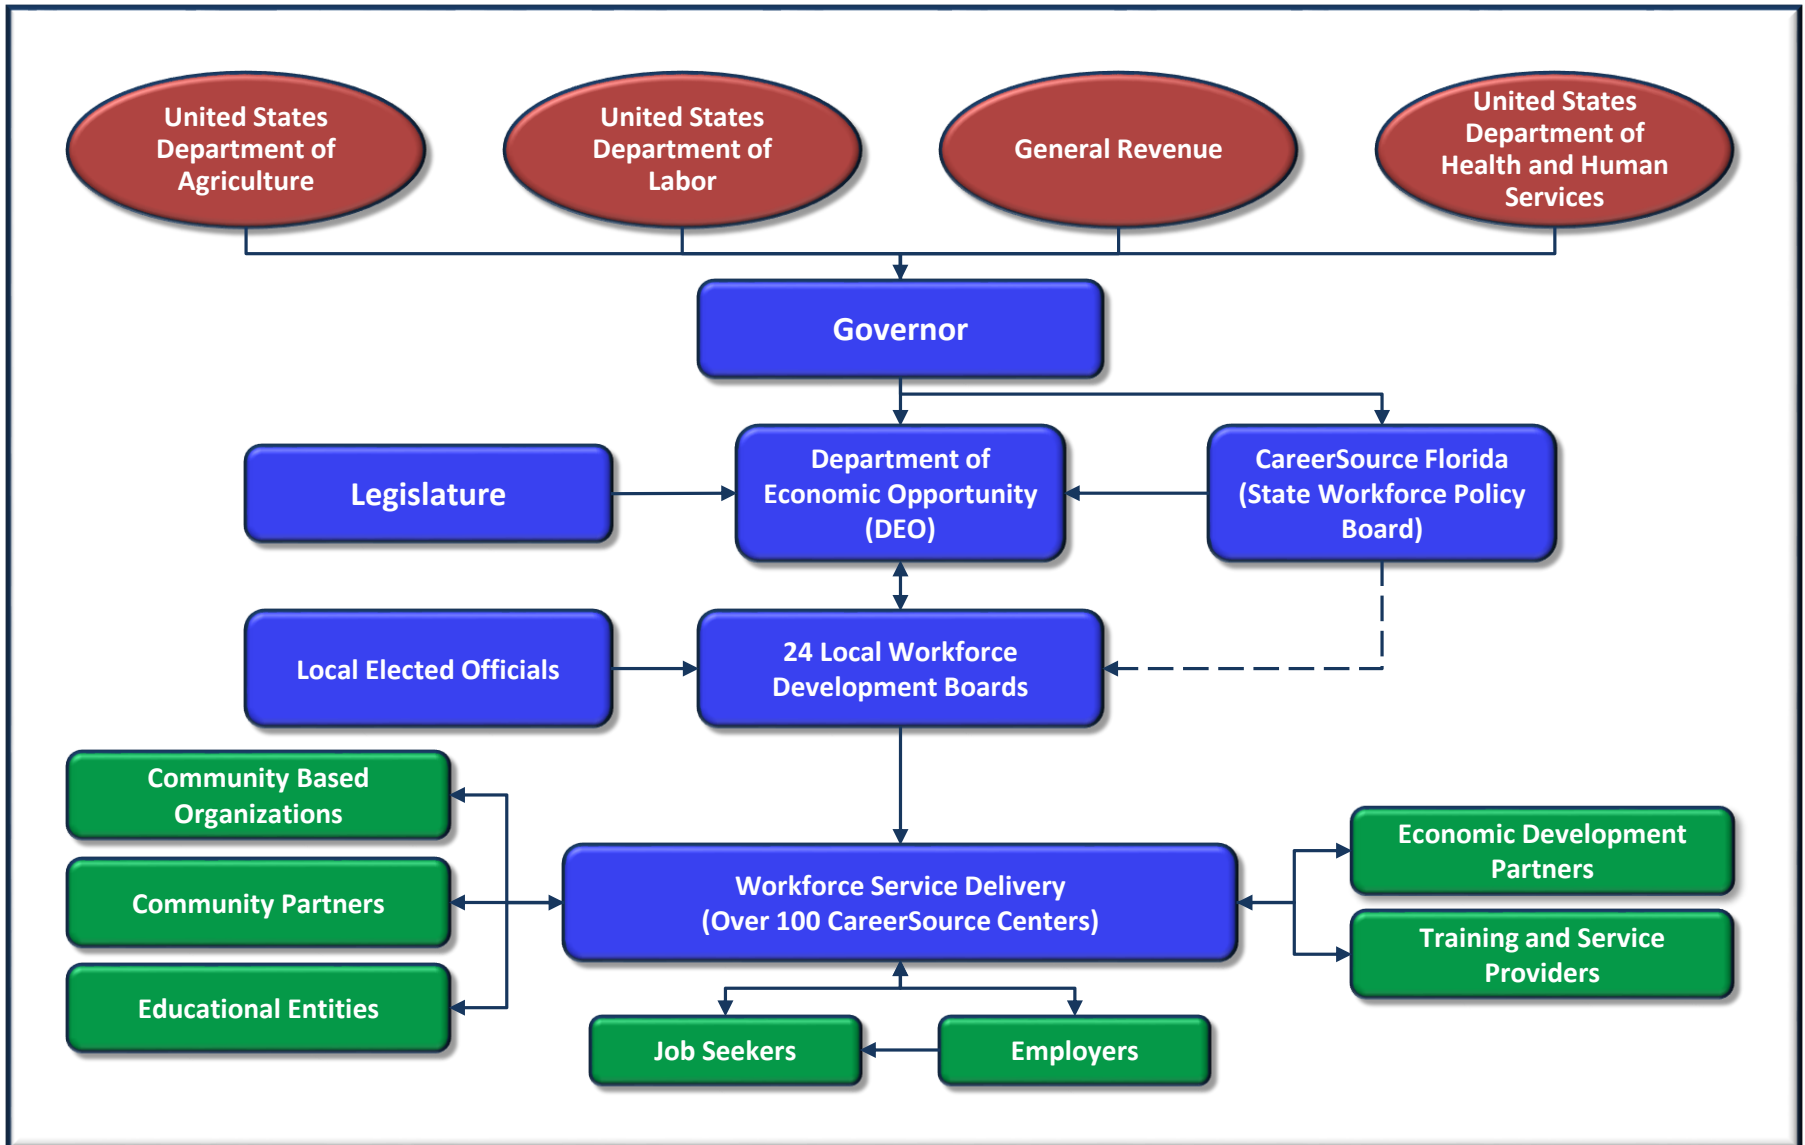 United States
Department of
Agriculture
United States
Department of
Labor
General Revenue
United States
Department of
Health and Human
Services
Governor
Legislature
Department of
Economic Opportunity
(DEO)
CareerSource Florida
(State Workforce Policy
Board)
Local Elected Officials
24 Local Workforce
Development Boards
Community Based
Organizations
Community Partners
Educational Entities
Workforce Service Delivery
(Over 100 CareerSource Centers)
Economic Development
Partners
Training and Service
Providers
Job Seekers
Employers